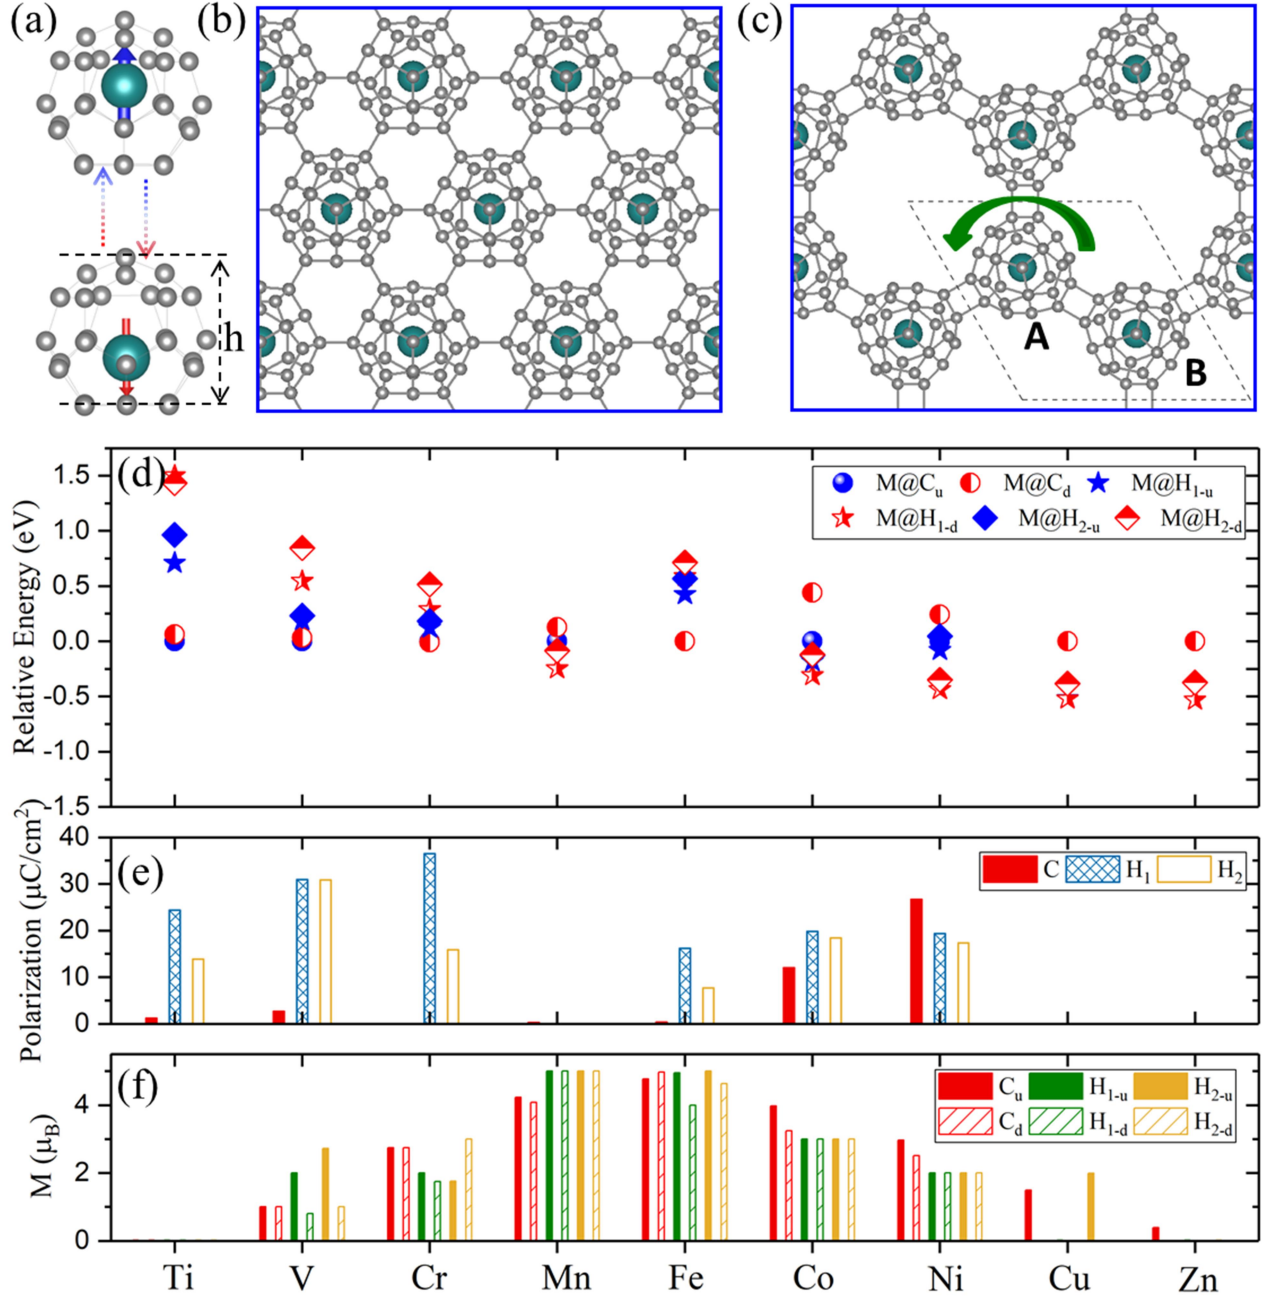 (a)
(b)
(c)
h
A
B
(d)
Relative Energy (eV)
1.5
1.0
0.5
0.0
-0.5
-1.0
-1.5
M@Cu M@Cd M@H1-u
M@H1-d M@H2-u M@H2-d
(e)
Polarization (μC/cm²)
40
30
20
10
0
C H1 H2
(f)
M (μB)
4
2
0
Cu H1-u H2-u
Cd H1-d H2-d
Ti V Cr Mn Fe Co Ni Cu Zn